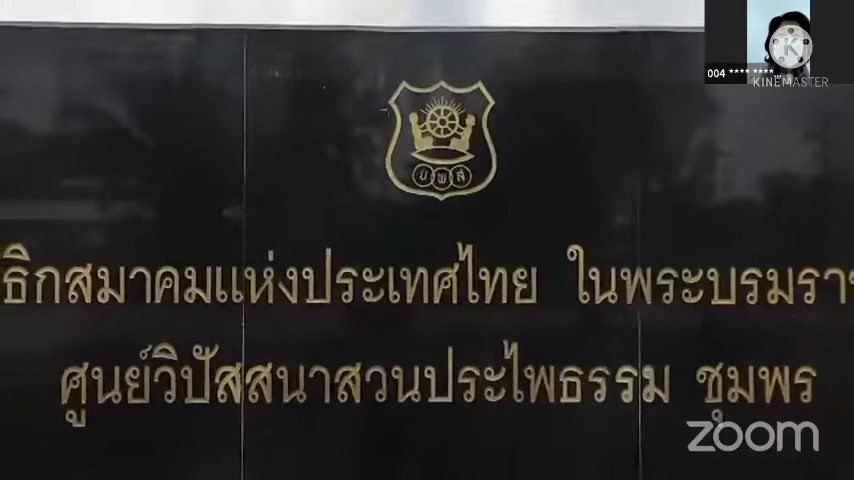 004 **** ****...
KINEMASTER
ย พ ส
ธิกสมาคมแห่งประเทศไทย ในพระบรมรา
ศูนย์วิปัสสนาสวนประไพธรรม ชุมพร
zoom